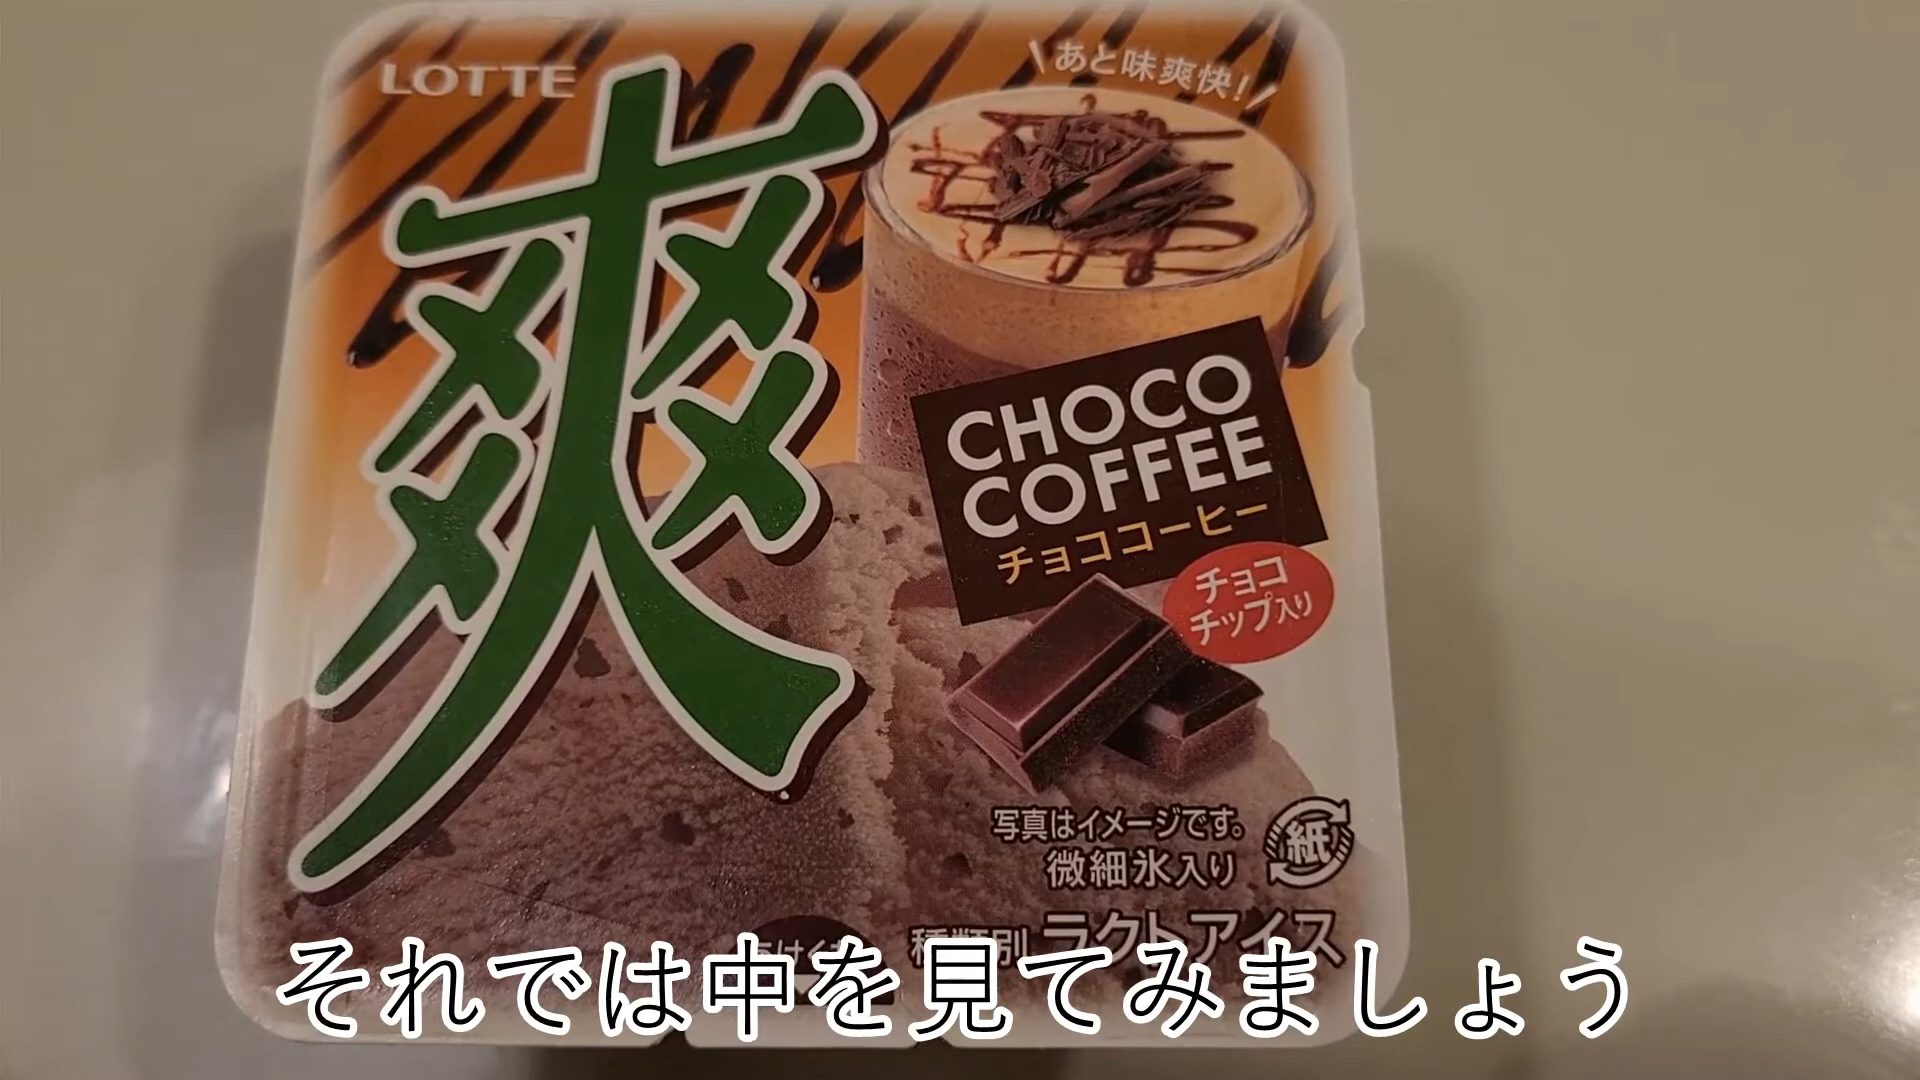 LOTTE
あと味爽快!
爽
CHOCO
COFFEE
チョココーヒー
チョコ
チップ入り
写真はイメージです。
微細氷入り
紙
種類別 ラクトアイス
それでは中を見てみましょう